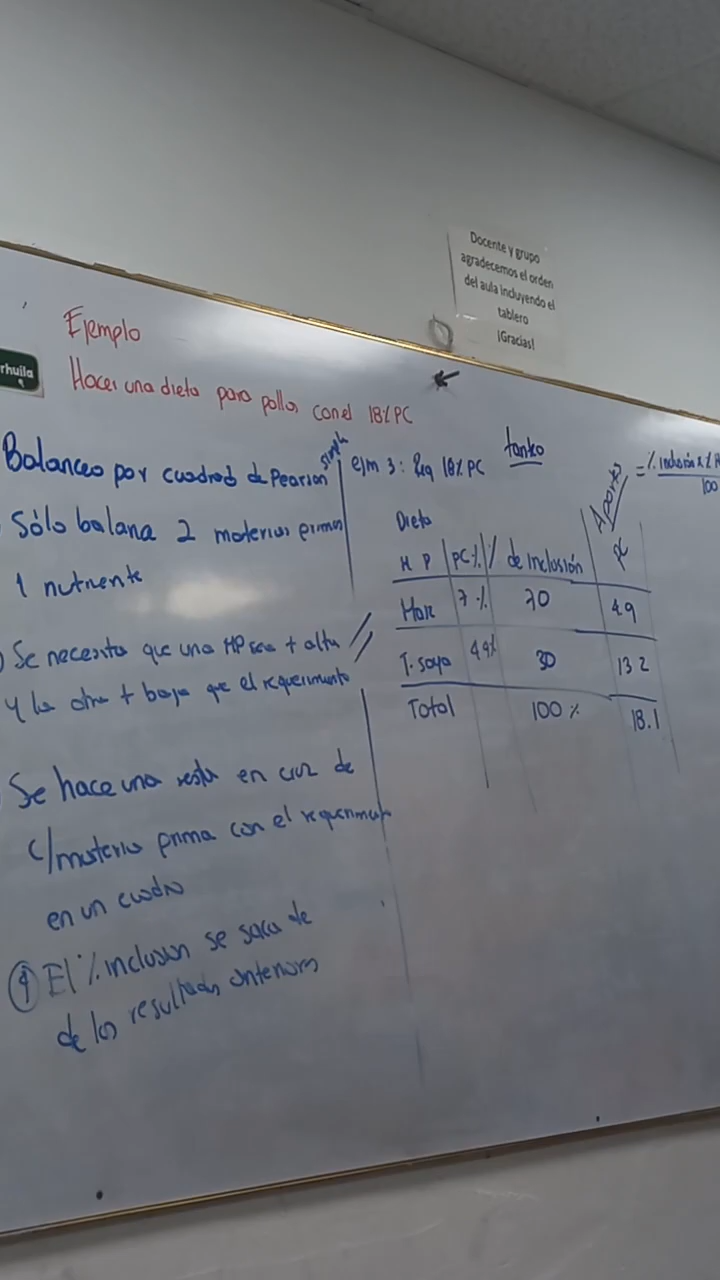 Docente y grupo
agradecemos el orden
del aula incluyendo el
tablero
¡Gracias!
rhuila
Ejemplo
Hacer una dieta para pollos con el 18% PC
Balanceo por cuadrado de Pearson simple
Sólo balancea 2 materias primas
1 nutriente
Se necesita que una MP sea + alta
y la otra + baja que el requerimiento
Se hace una resta en cruz de
c/materia prima con el requerimiento
en un cuadro
④ El % inclusion se saca de
de los resultados anteriores
ejm 3: Req 18% PC
tanteo
Dieta
Aportes = % inclusión x %
100
M P PC % % de inclusión PC
Maiz 7 % 70 4.9
T. soya 44% 30 13.2
Total 100 % 18.1